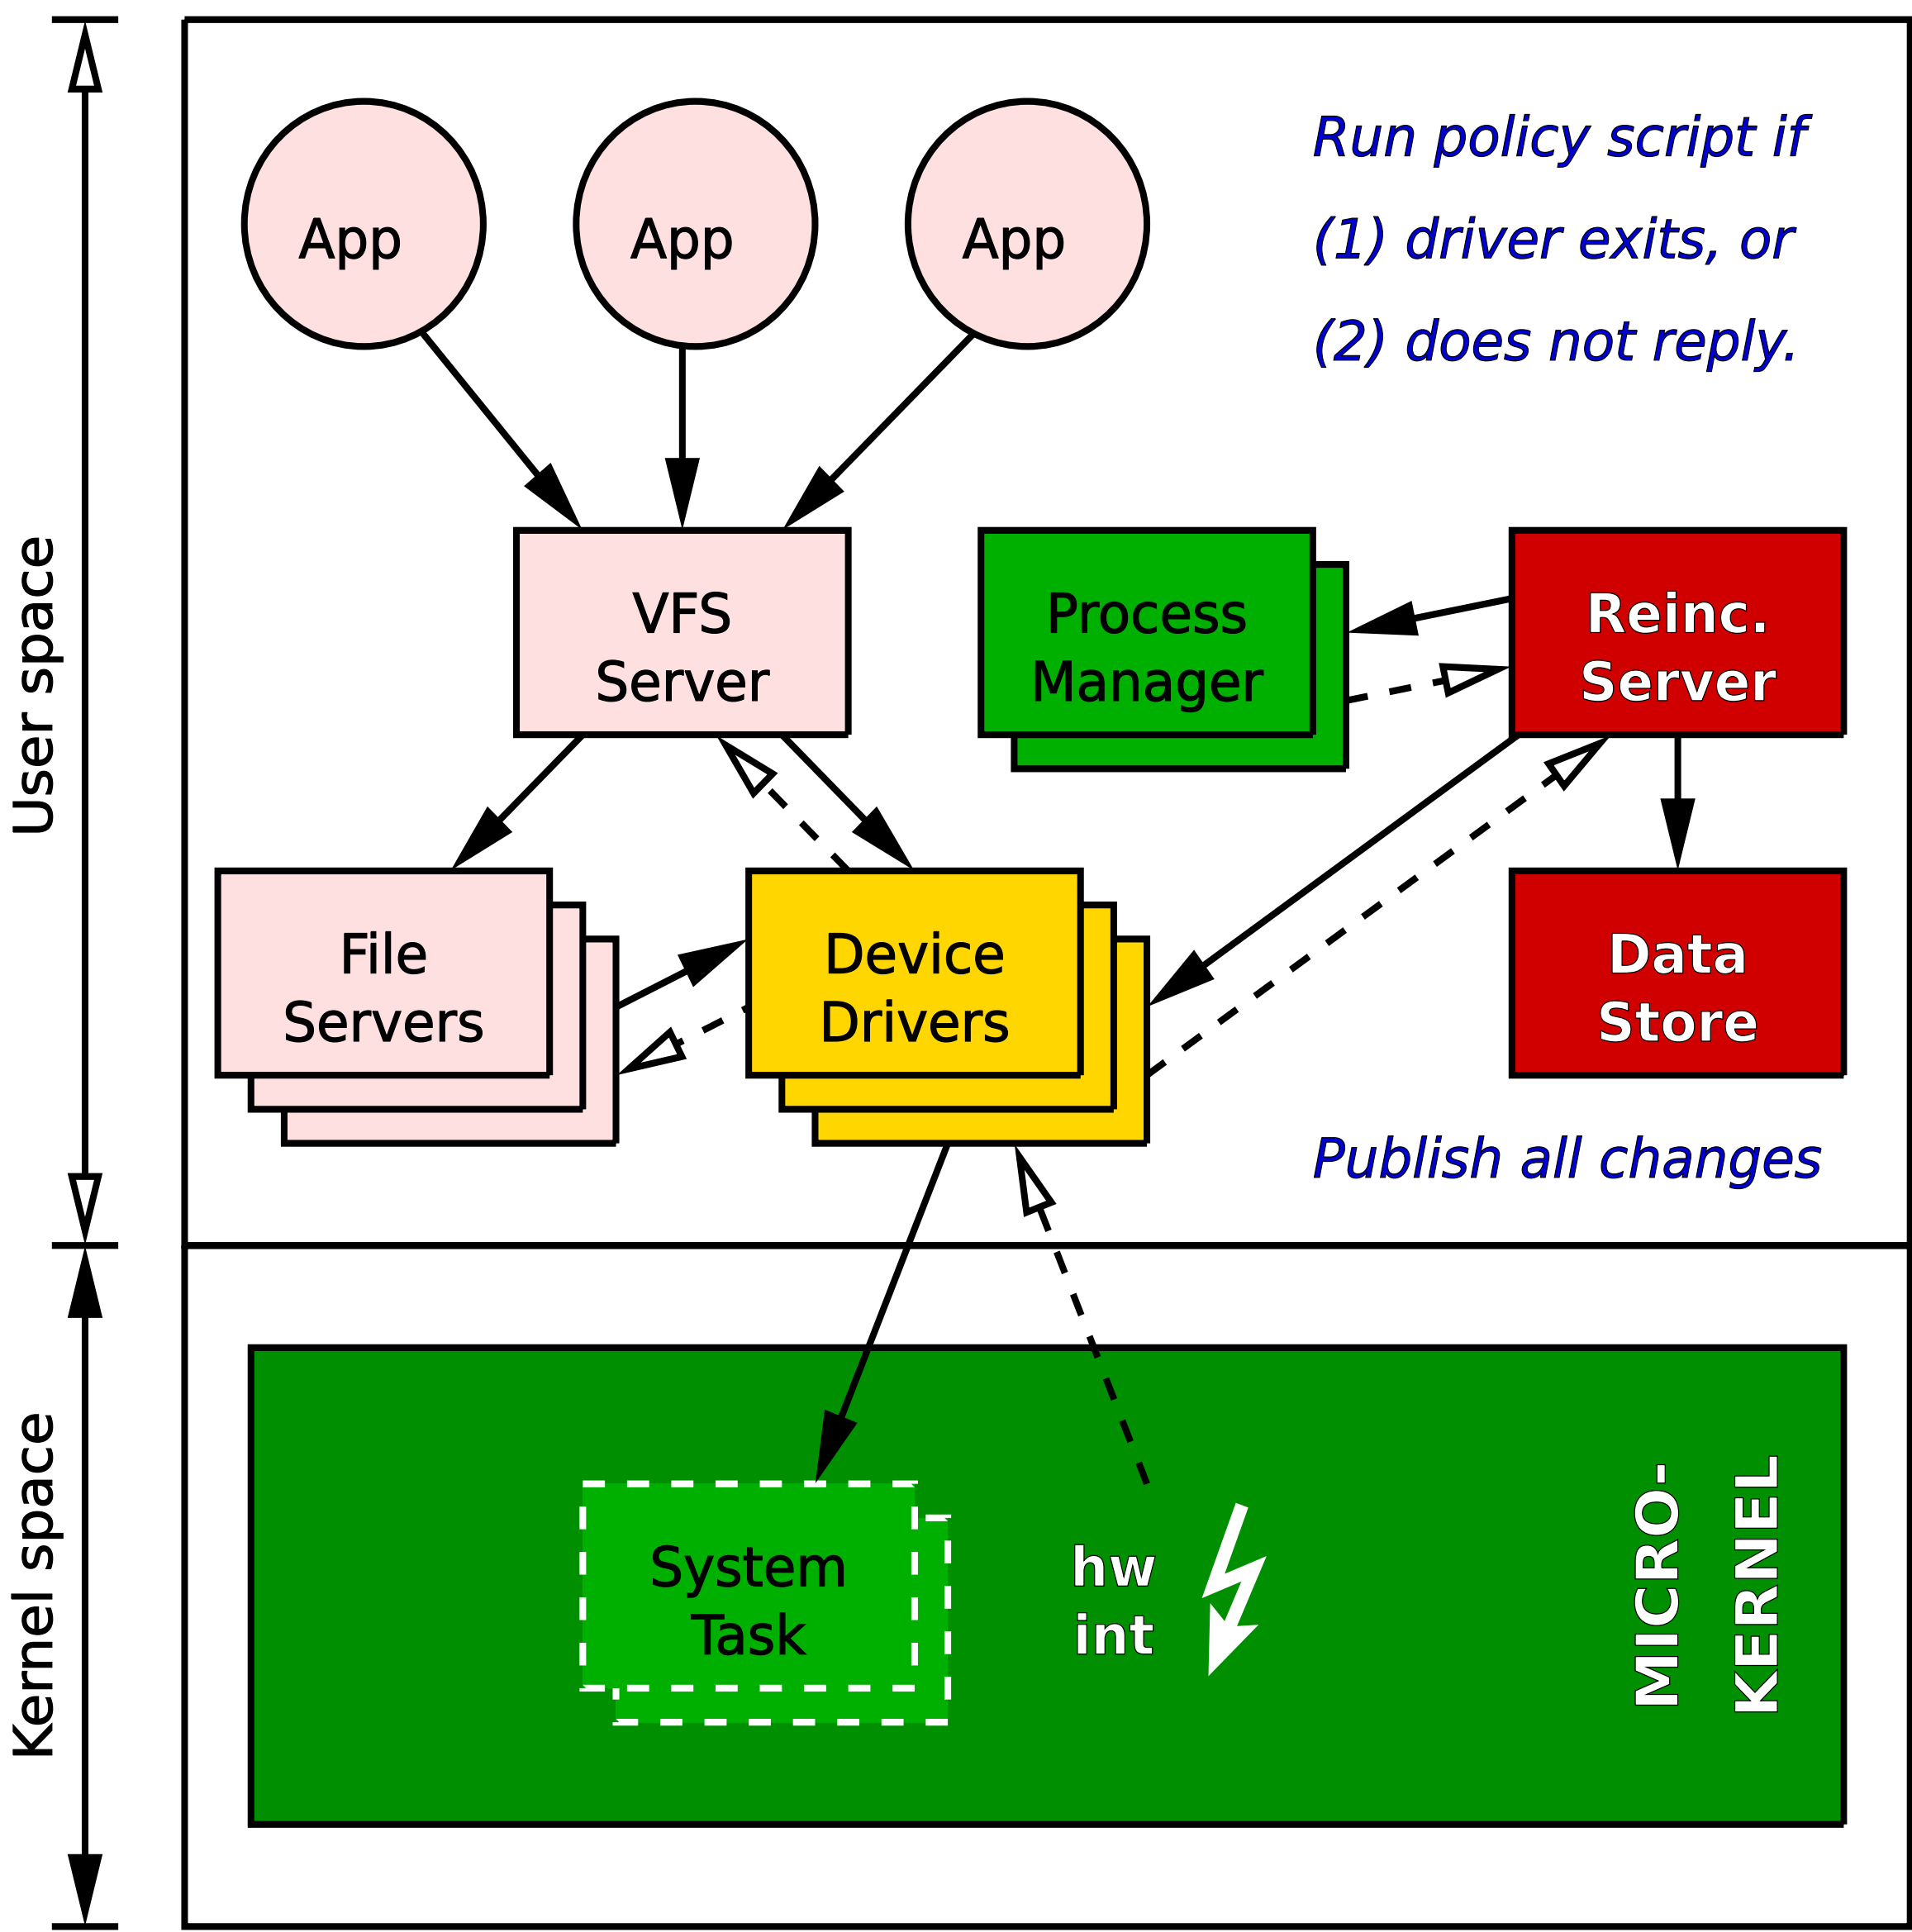 App
App
App
Run policy script if
(1) driver exits, or
(2) does not reply.
VFS
Server
Process
Manager
Reinc.
Server
User space
File
Servers
Device
Drivers
Data
Store
Publish all changes
Kernel space
System
Task
hw
int
MICRO-
KERNEL